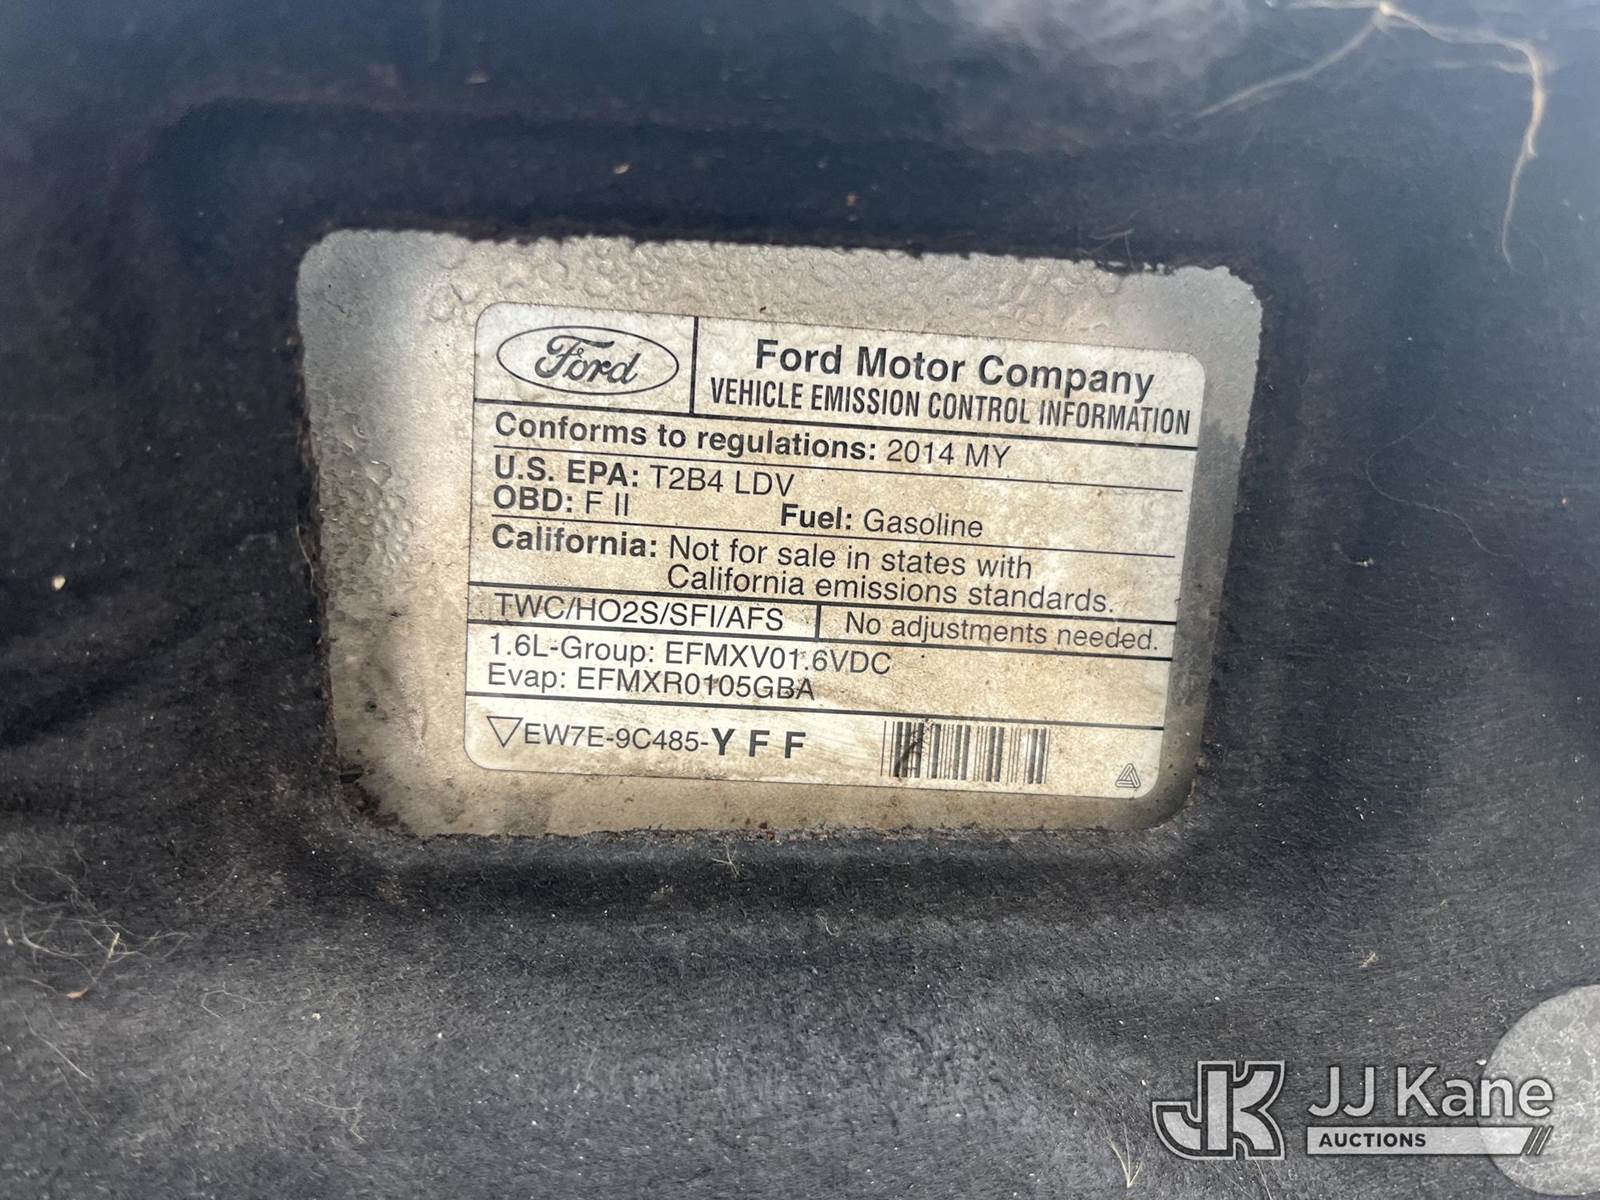 Ford
Ford Motor Company
VEHICLE EMISSION CONTROL INFORMATION
Conforms to regulations: 2014 MY
U.S. EPA: T2B4 LDV
OBD: F II Fuel: Gasoline
California: Not for sale in states with
California emissions standards.
TWC/HO2S/SFI/AFS No adjustments needed.
1.6L-Group: EFMXV01.6VDC
Evap: EFMXR0105GBA
EW7E-9C485-Y F F
JK JJ Kane
AUCTIONS